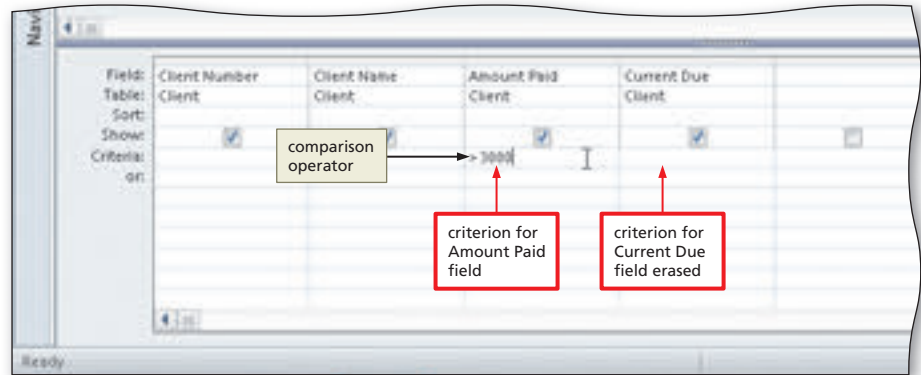 Navi
Field: Client Number Client Name Amount Paid Current Due
Table: Client Client Client Client
Sort:
Show:
Criteria: >3000
or:
comparison
operator
criterion for
Amount Paid
field
criterion for
Current Due
field erased
Ready